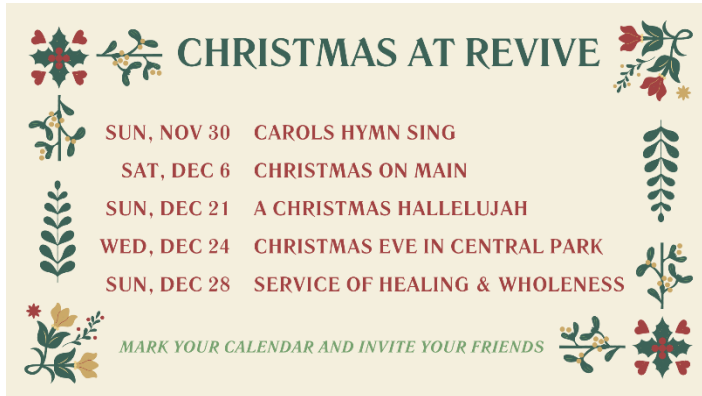 CHRISTMAS AT REVIVE
SUN, NOV 30 CAROLS HYMN SING
SAT, DEC 6 CHRISTMAS ON MAIN
SUN, DEC 21 A CHRISTMAS HALLELUJAH
WED, DEC 24 CHRISTMAS EVE IN CENTRAL PARK
SUN, DEC 28 SERVICE OF HEALING & WHOLENESS
MARK YOUR CALENDAR AND INVITE YOUR FRIENDS